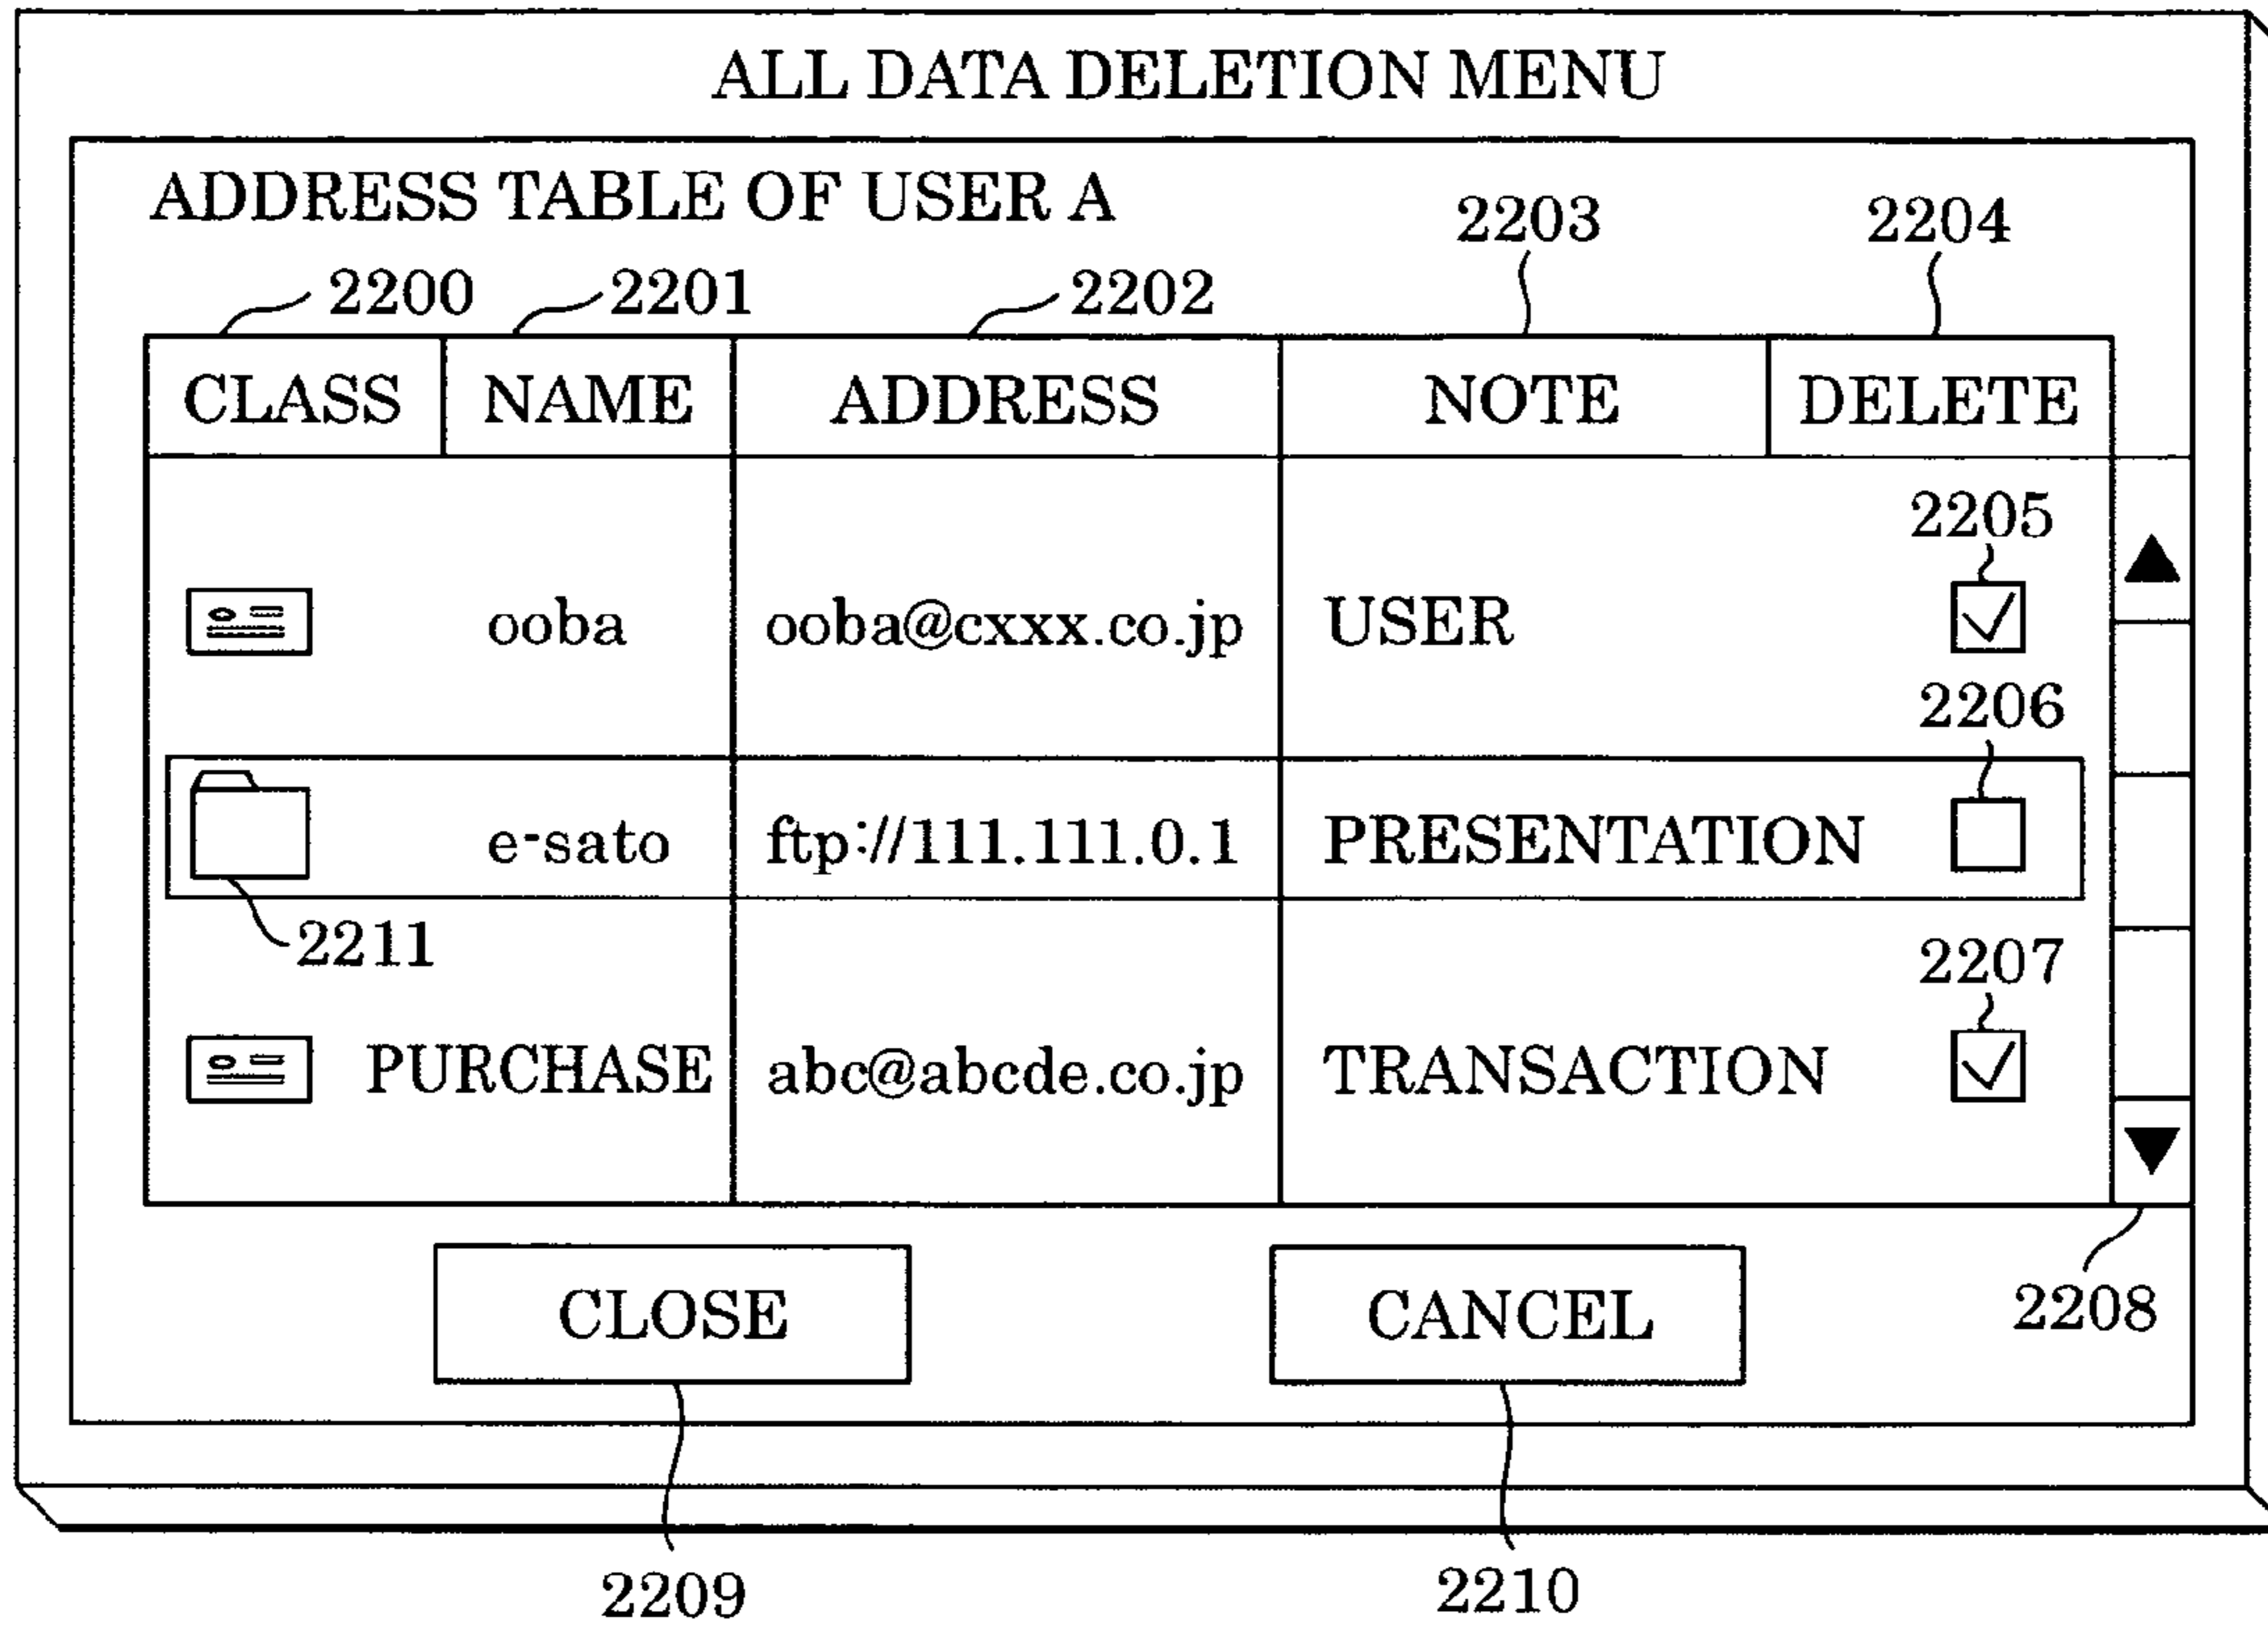 ALL DATA DELETION MENU
ADDRESS TABLE OF USER A
2203 2204
2200 2201 2202
CLASS NAME ADDRESS NOTE DELETE
2205
ooba ooba@cxxx.co.jp USER
2206
e-sato ftp://111.111.0.1 PRESENTATION
2211
2207
PURCHASE abc@abcde.co.jp TRANSACTION
CLOSE CANCEL
2208
2209 2210